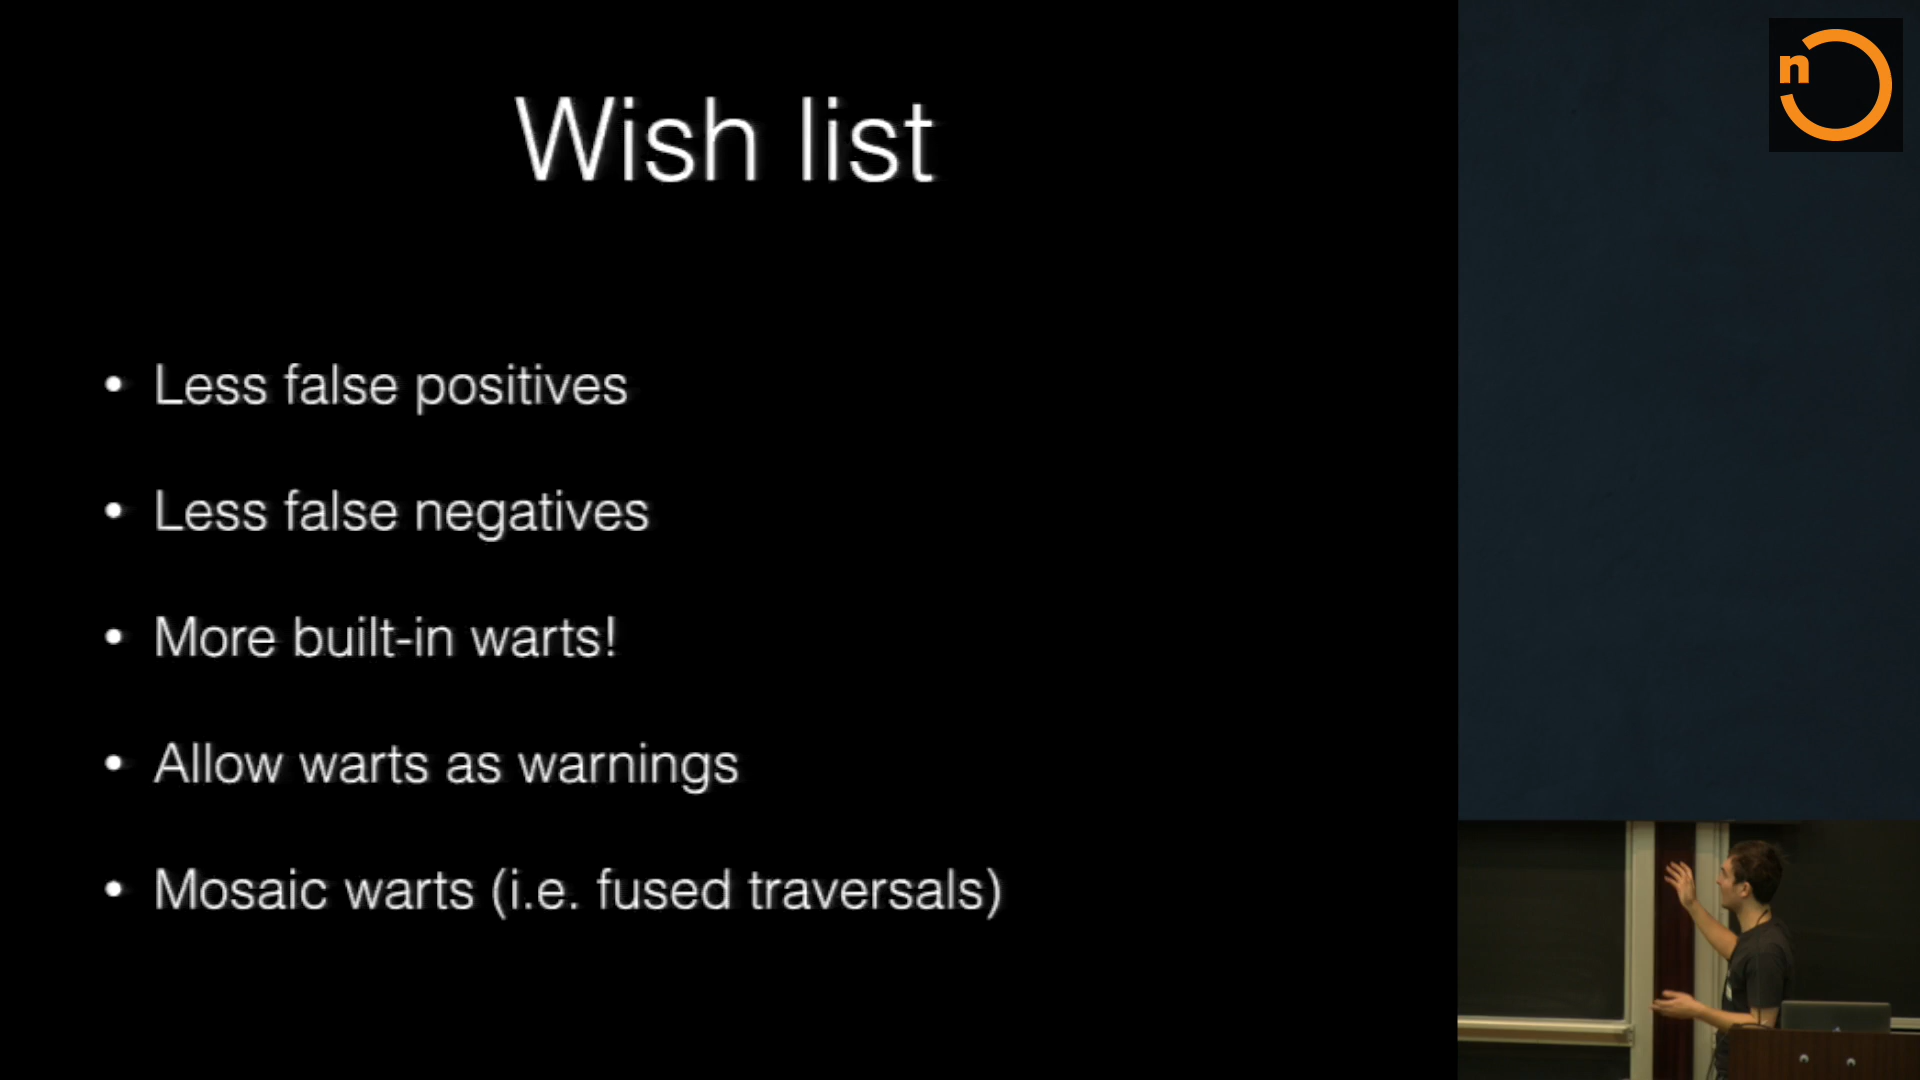 Wish list
• Less false positives
• Less false negatives
• More built-in warts!
• Allow warts as warnings
• Mosaic warts (i.e. fused traversals)
n